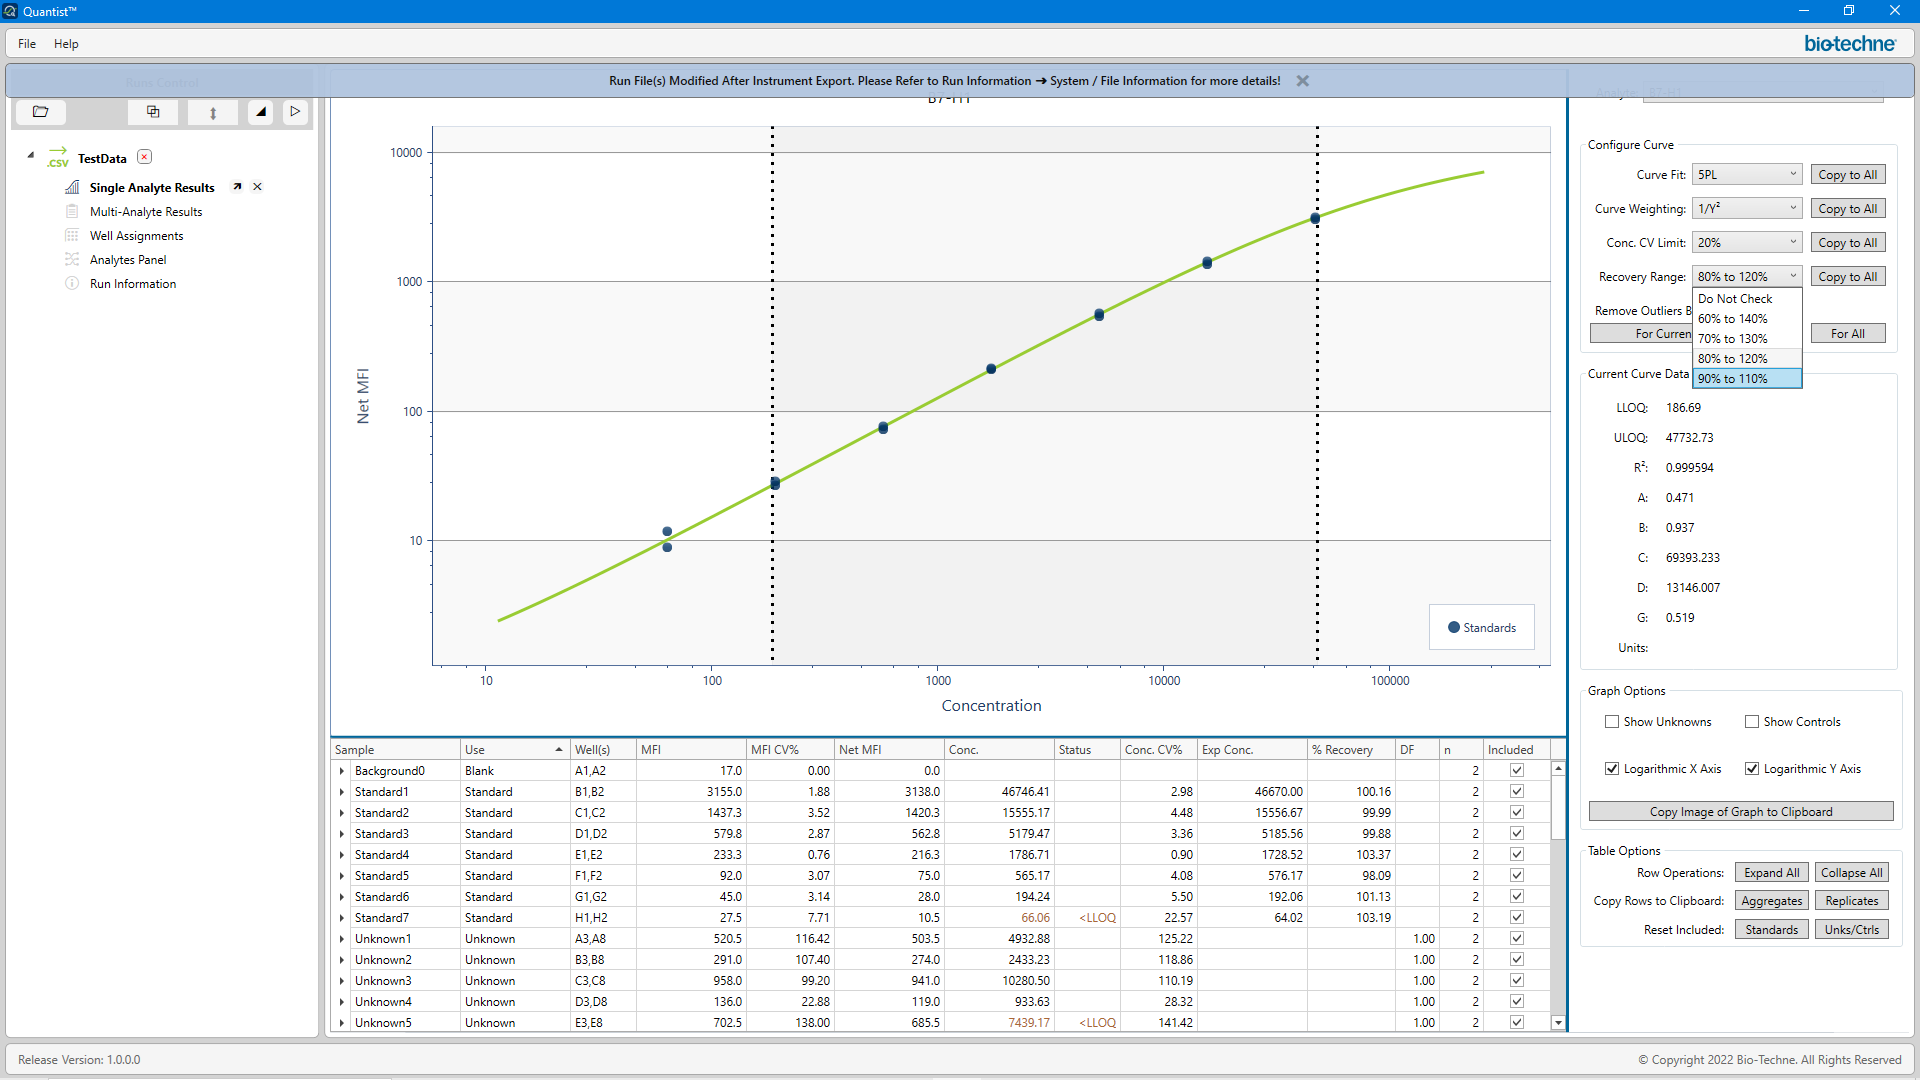 Quantist™
File Help
bio-techne®
Run File(s) Modified After Instrument Export. Please Refer to Run Information ➔ System / File Information for more details!
Runs Control
B7-H1
Analyte: B7-H1
TestData
.csv
Single Analyte Results
Multi-Analyte Results
Well Assignments
Analytes Panel
Run Information
10000
1000
100
10
Net MFI
10 100 1000 10000 100000
Concentration
Standards
Configure Curve
Curve Fit: 5PL Copy to All
Curve Weighting: 1/Y² Copy to All
Conc. CV Limit: 20% Copy to All
Recovery Range: 80% to 120% Copy to All
Do Not Check
60% to 140%
70% to 130%
80% to 120%
90% to 110%
Remove Outliers B
For Curren For All
Current Curve Data
LLOQ: 186.69
ULOQ: 47732.73
R²: 0.999594
A: 0.471
B: 0.937
C: 69393.233
D: 13146.007
G: 0.519
Units:
Graph Options
Show Unknowns Show Controls
Logarithmic X Axis Logarithmic Y Axis
Copy Image of Graph to Clipboard
Table Options
Row Operations: Expand All Collapse All
Copy Rows to Clipboard: Aggregates Replicates
Reset Included: Standards Unks/Ctrls
Sample Use Well(s) MFI MFI CV% Net MFI Conc. Status Conc. CV% Exp Conc. % Recovery DF n Included
Background0 Blank A1,A2 17.0 0.00 0.0 2
Standard1 Standard B1,B2 3155.0 1.88 3138.0 46746.41 2.98 46670.00 100.16 2
Standard2 Standard C1,C2 1437.3 3.52 1420.3 15555.17 4.48 15556.67 99.99 2
Standard3 Standard D1,D2 579.8 2.87 562.8 5179.47 3.36 5185.56 99.88 2
Standard4 Standard E1,E2 233.3 0.76 216.3 1786.71 0.90 1728.52 103.37 2
Standard5 Standard F1,F2 92.0 3.07 75.0 565.17 4.08 576.17 98.09 2
Standard6 Standard G1,G2 45.0 3.14 28.0 194.24 5.50 192.06 101.13 2
Standard7 Standard H1,H2 27.5 7.71 10.5 66.06 <LLOQ 22.57 64.02 103.19 2
Unknown1 Unknown A3,A8 520.5 116.42 503.5 4932.88 125.22 1.00 2
Unknown2 Unknown B3,B8 291.0 107.40 274.0 2433.23 118.86 1.00 2
Unknown3 Unknown C3,C8 958.0 99.20 941.0 10280.50 110.19 1.00 2
Unknown4 Unknown D3,D8 136.0 22.88 119.0 933.63 28.32 1.00 2
Unknown5 Unknown E3,E8 702.5 138.00 685.5 7439.17 <LLOQ 141.42 1.00 2
Release Version: 1.0.0.0
© Copyright 2022 Bio-Techne. All Rights Reserved